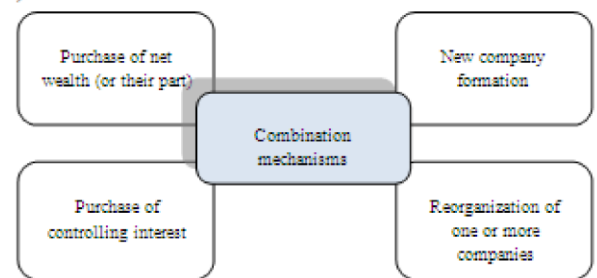 Purchase of net
wealth (or their part)
New company
formation
Combination
mechanisms
Purchase of
controlling interest
Reorganization of
one or more
companies